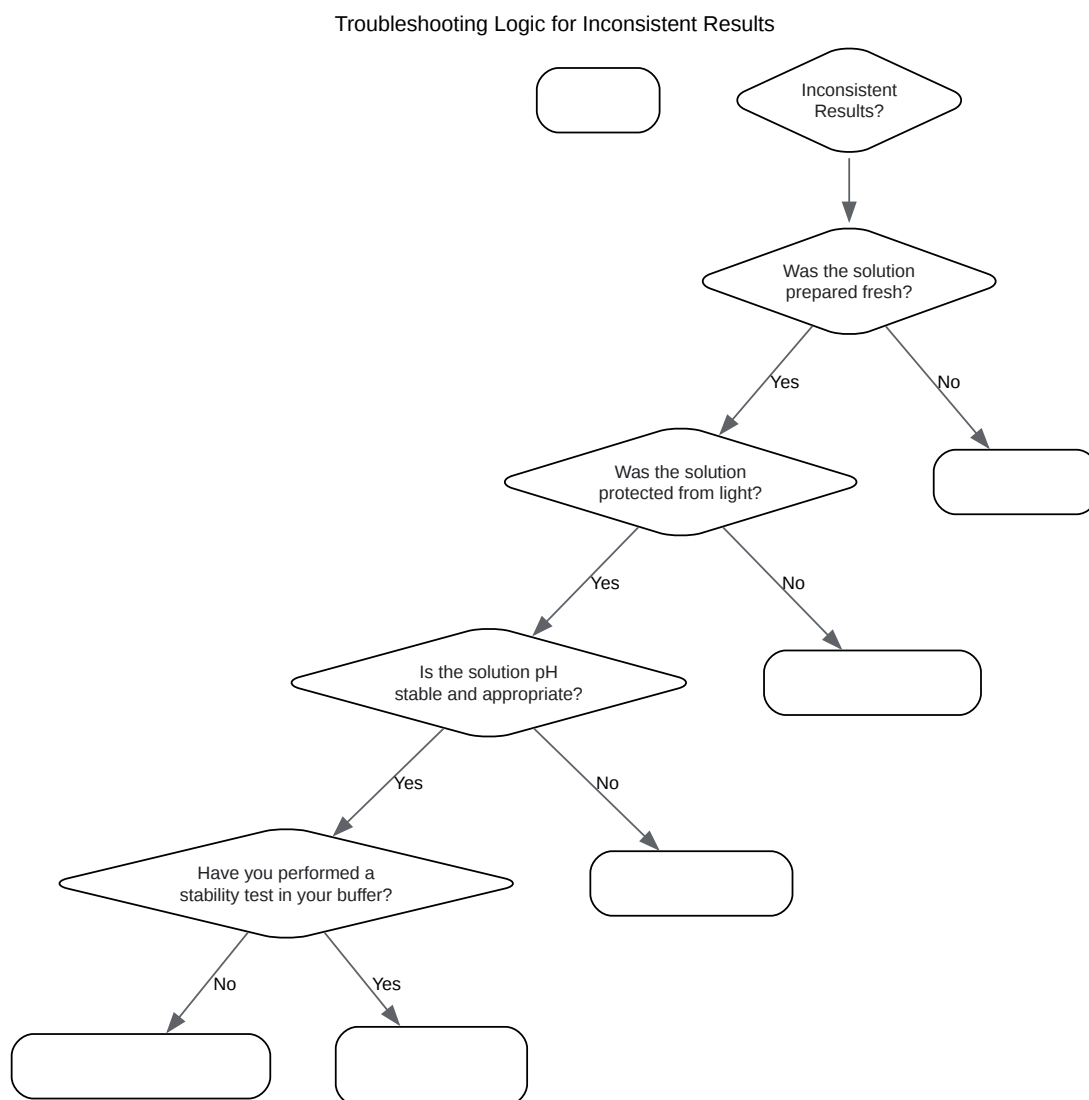 Troubleshooting Logic for Inconsistent Results
Inconsistent
Results?
Was the solution
prepared fresh?
Yes
No
Was the solution
protected from light?
Yes
No
Is the solution pH
stable and appropriate?
Yes
No
Have you performed a
stability test in your buffer?
No
Yes